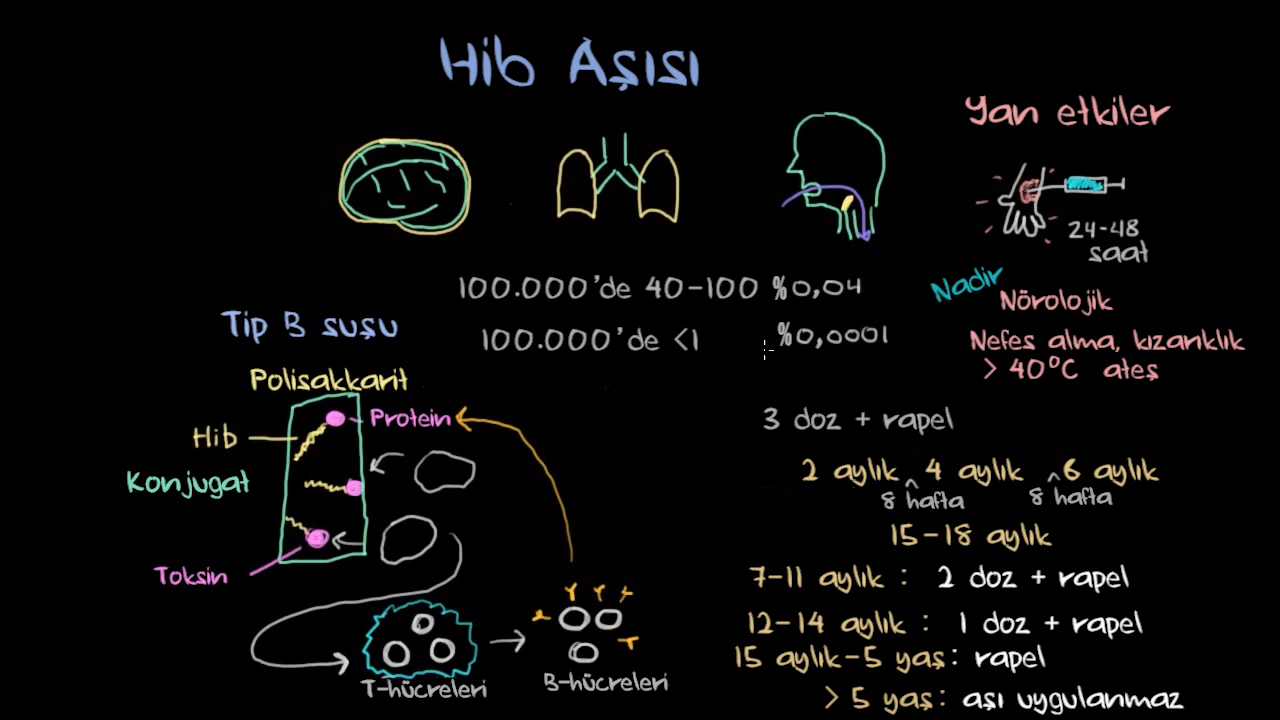 Hib Aşısı
Yan etkiler
24-48
saat
100.000'de 40-100 %0,04
Nadir
Nörolojik
Tip B suşu
100.000'de <1 %0,0001
Nefes alma, kızarıklık
> 40°C ateş
Polisakkarit
Protein
3 doz + rapel
Hib
Konjugat
2 aylık ^ 4 aylık ^ 6 aylık
8 hafta 8 hafta
15-18 aylık
Toksin
7-11 aylık : 2 doz + rapel
12-14 aylık : 1 doz + rapel
15 aylık-5 yaş: rapel
T-hücreleri
B-hücreleri
> 5 yaş: aşı uygulanmaz